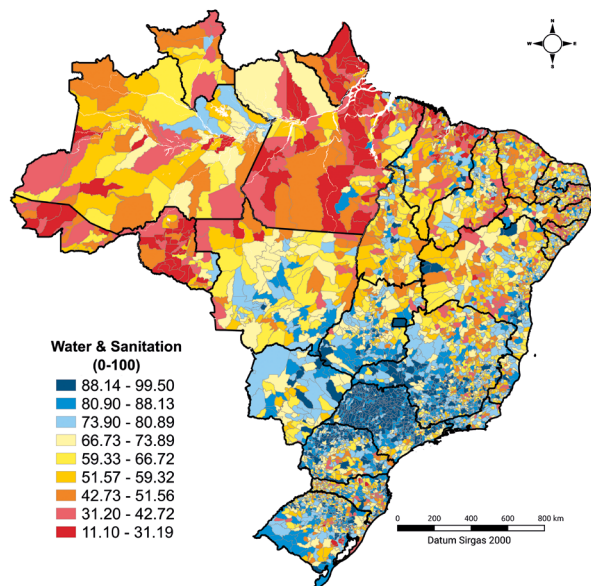 N
W E
S
Water & Sanitation
(0-100)
88.14 - 99.50
80.90 - 88.13
73.90 - 80.89
66.73 - 73.89
59.33 - 66.72
51.57 - 59.32
42.73 - 51.56
31.20 - 42.72
11.10 - 31.19
0 200 400 600 800 km
Datum Sirgas 2000